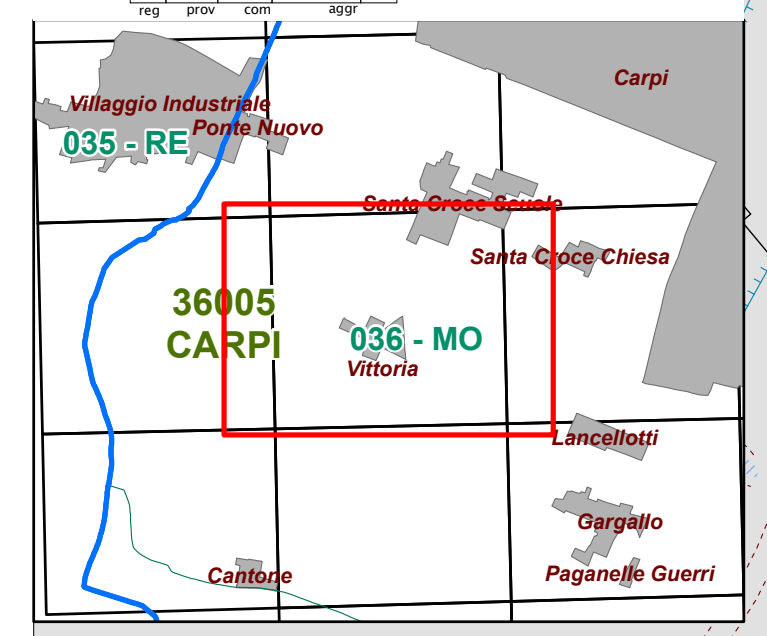 reg prov com aggr
Carpi
Villaggio Industriale
Ponte Nuovo
035 - RE
Santa Croce Scuole
Santa Croce Chiesa
36005
CARPI
036 - MO
Vittoria
Lancellotti
Gargallo
Cantone
Paganelle Guerri